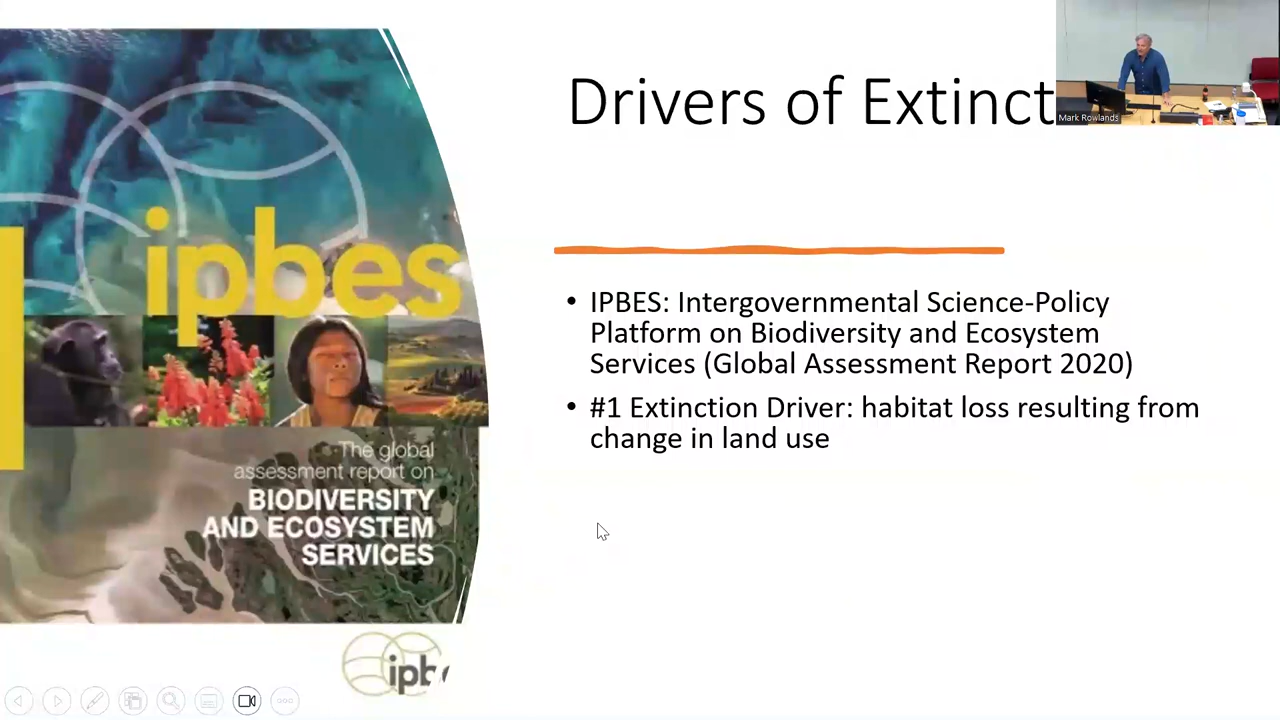 Drivers of Extinct
Mark Rowlands
ipbes
The global
assessment report on
BIODIVERSITY
AND ECOSYSTEM
SERVICES
• IPBES: Intergovernmental Science-Policy
Platform on Biodiversity and Ecosystem
Services (Global Assessment Report 2020)
• #1 Extinction Driver: habitat loss resulting from
change in land use